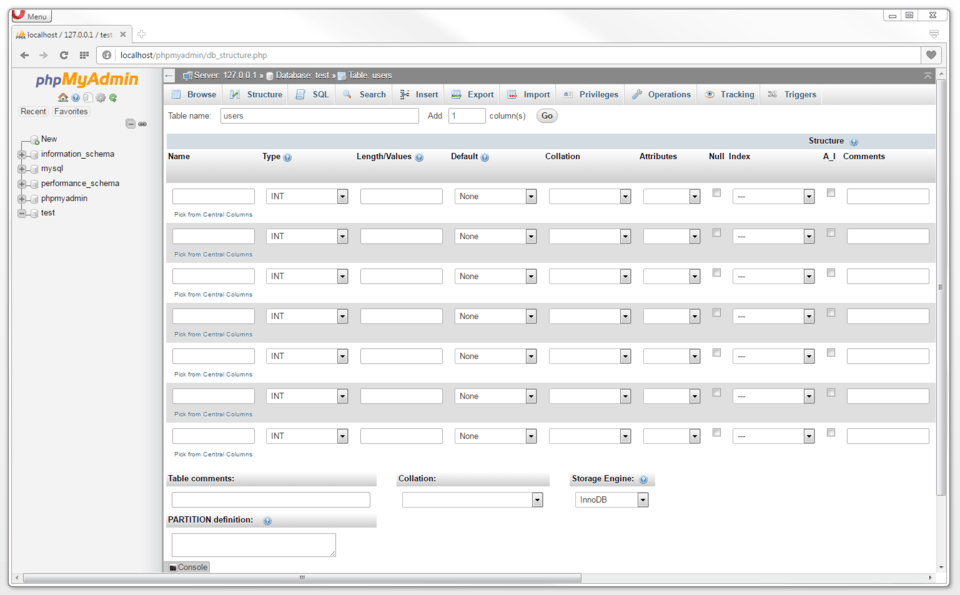 Menu
localhost / 127.0.0.1 / test
localhost/phpmyadmin/db_structure.php
phpMyAdmin
Recent Favorites
New
information_schema
mysql
performance_schema
phpmyadmin
test
Server: 127.0.0.1 » Database: test » Table: users
Browse Structure SQL Search Insert Export Import Privileges Operations Tracking Triggers
Table name: users Add 1 column(s) Go
Structure
Name Type Length/Values Default Collation Attributes Null Index A_I Comments
INT None ---
Pick from Central Columns
INT None ---
Pick from Central Columns
INT None ---
Pick from Central Columns
INT None ---
Pick from Central Columns
INT None ---
Pick from Central Columns
INT None ---
Pick from Central Columns
INT None ---
Pick from Central Columns
Table comments: Collation: Storage Engine:
InnoDB
PARTITION definition:
Console